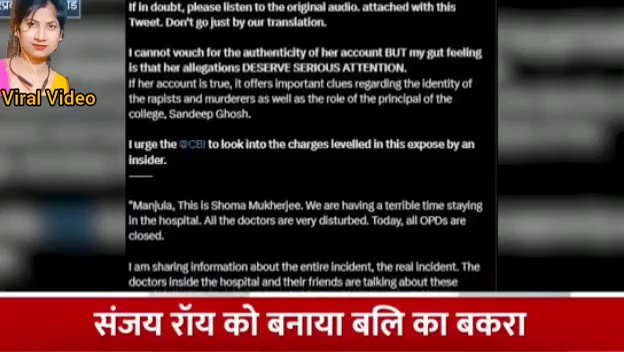 If in doubt, please listen to the original audio. attached with this
Tweet. Don't go just by our translation.
I cannot vouch for the authenticity of her account BUT my gut feeling
is that her allegations DESERVE SERIOUS ATTENTION.
If her account is true, it offers important clues regarding the identity of
the rapists and murderers as well as the role of the principal of the
college, Sandeep Ghosh.
I urge the @CBI to look into the charges levelled in this expose by an
insider.
"Manjula, This is Shoma Mukherjee. We are having a terrible time staying
in the hospital. All the doctors are very disturbed. Today, all OPDs are
closed.
I am sharing information about the entire incident, the real incident. The
doctors inside the hospital and their friends are talking about these
Viral Video
संजय रॉय को बनाया बलि का बकरा